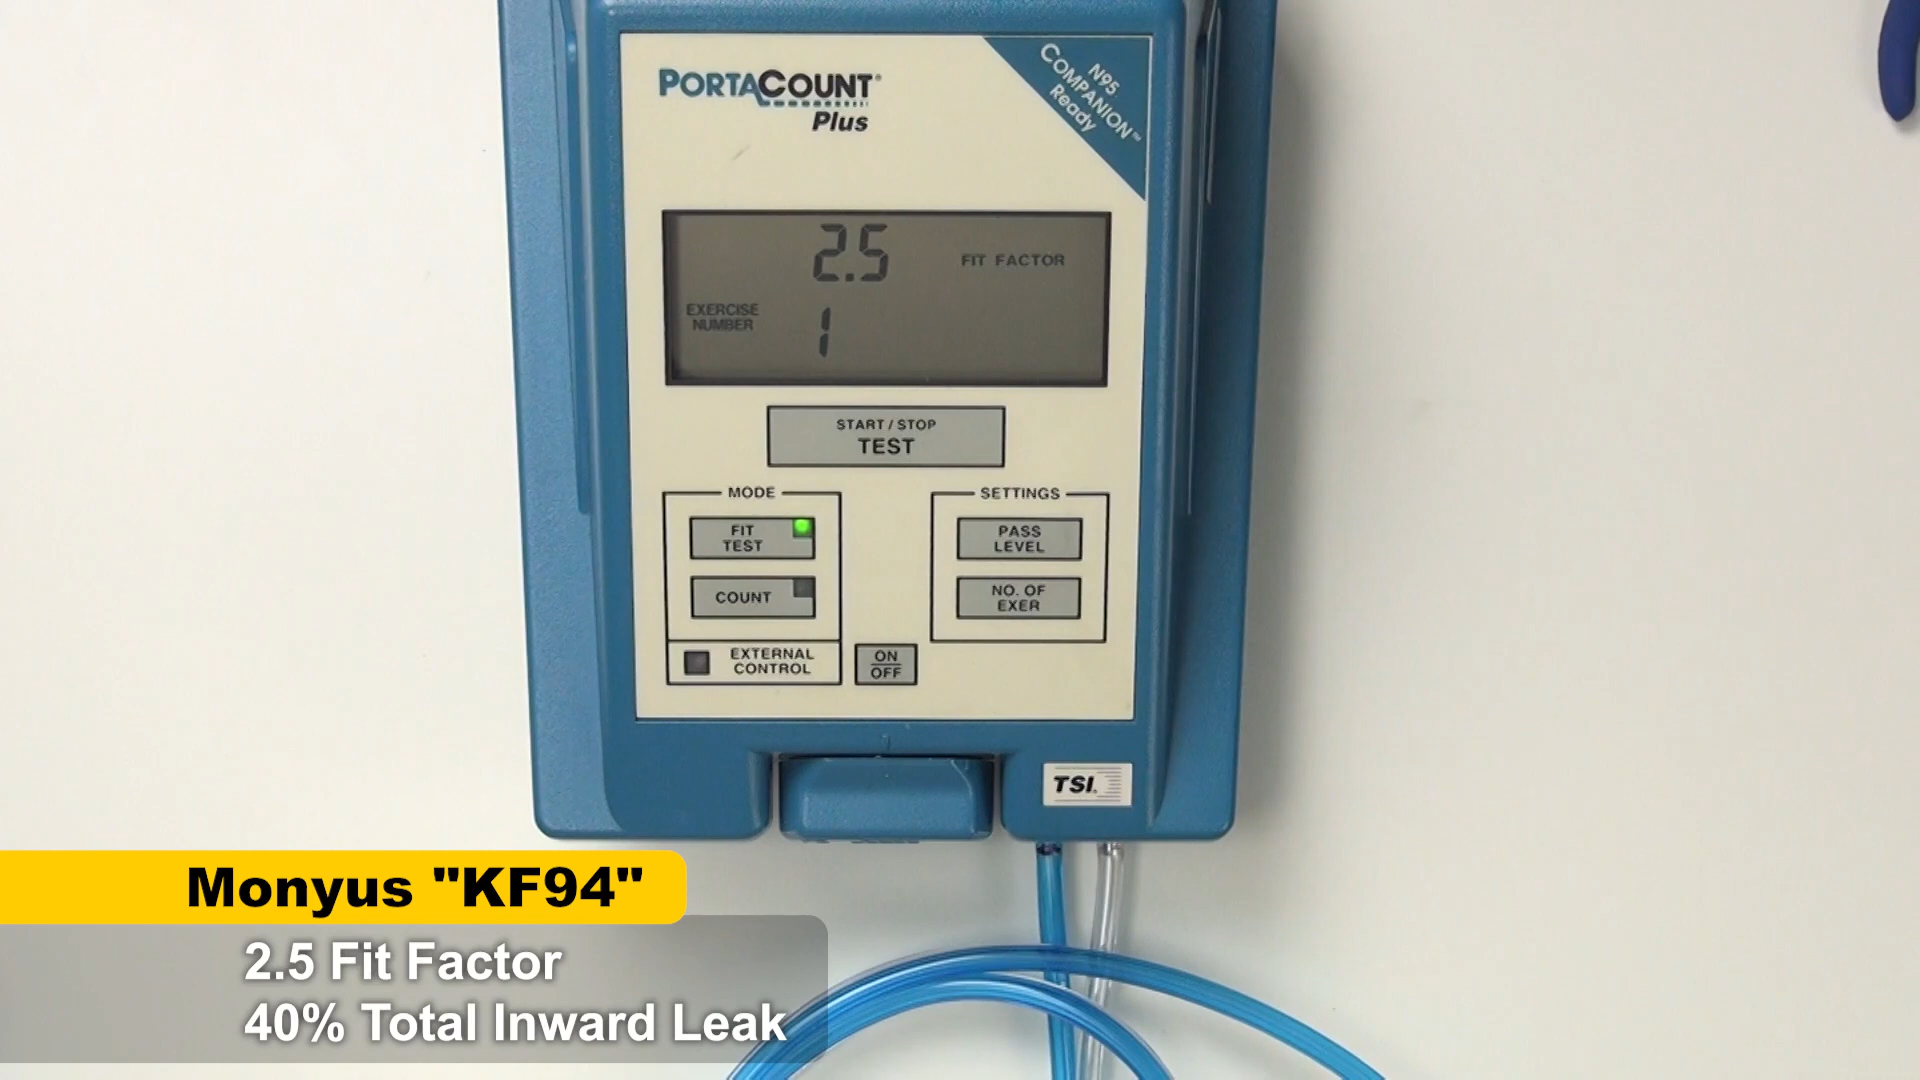 PORTACOUNT®
Plus
N95
COMPANION™
Ready
2.5 FIT FACTOR
EXERCISE
NUMBER 1
START / STOP
TEST
MODE
FIT
TEST
COUNT
EXTERNAL
CONTROL
ON
OFF
SETTINGS
PASS
LEVEL
NO. OF
EXER
TSI
Monyus "KF94"
2.5 Fit Factor
40% Total Inward Leak